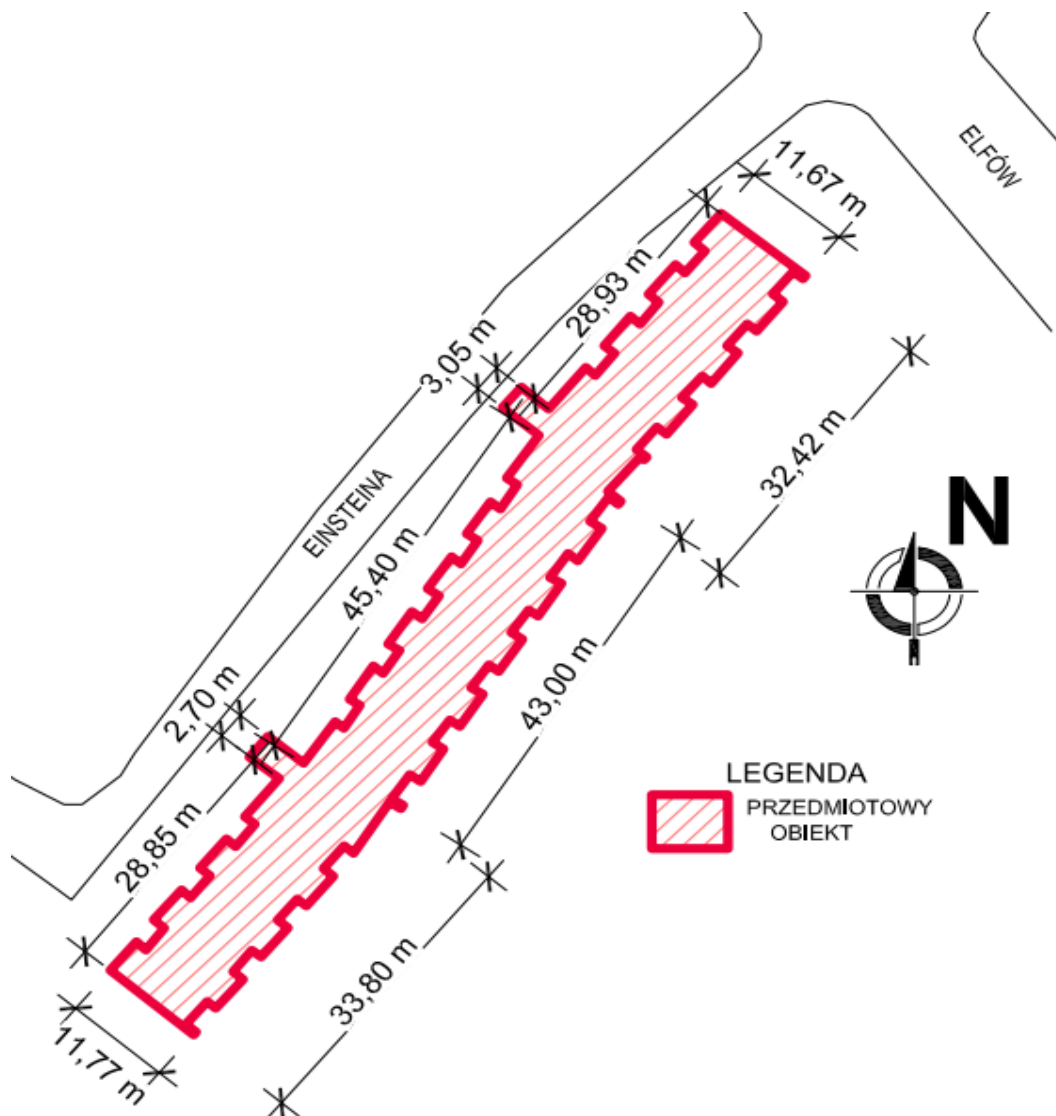 ELFÓW
11,67 m
28,93 m
3,05 m
32,42 m
EINSTEINA
45,40 m
N
43,00 m
2,70 m
LEGENDA
PRZEDMIOTOWY
OBIEKT
28,85 m
33,80 m
11,77 m